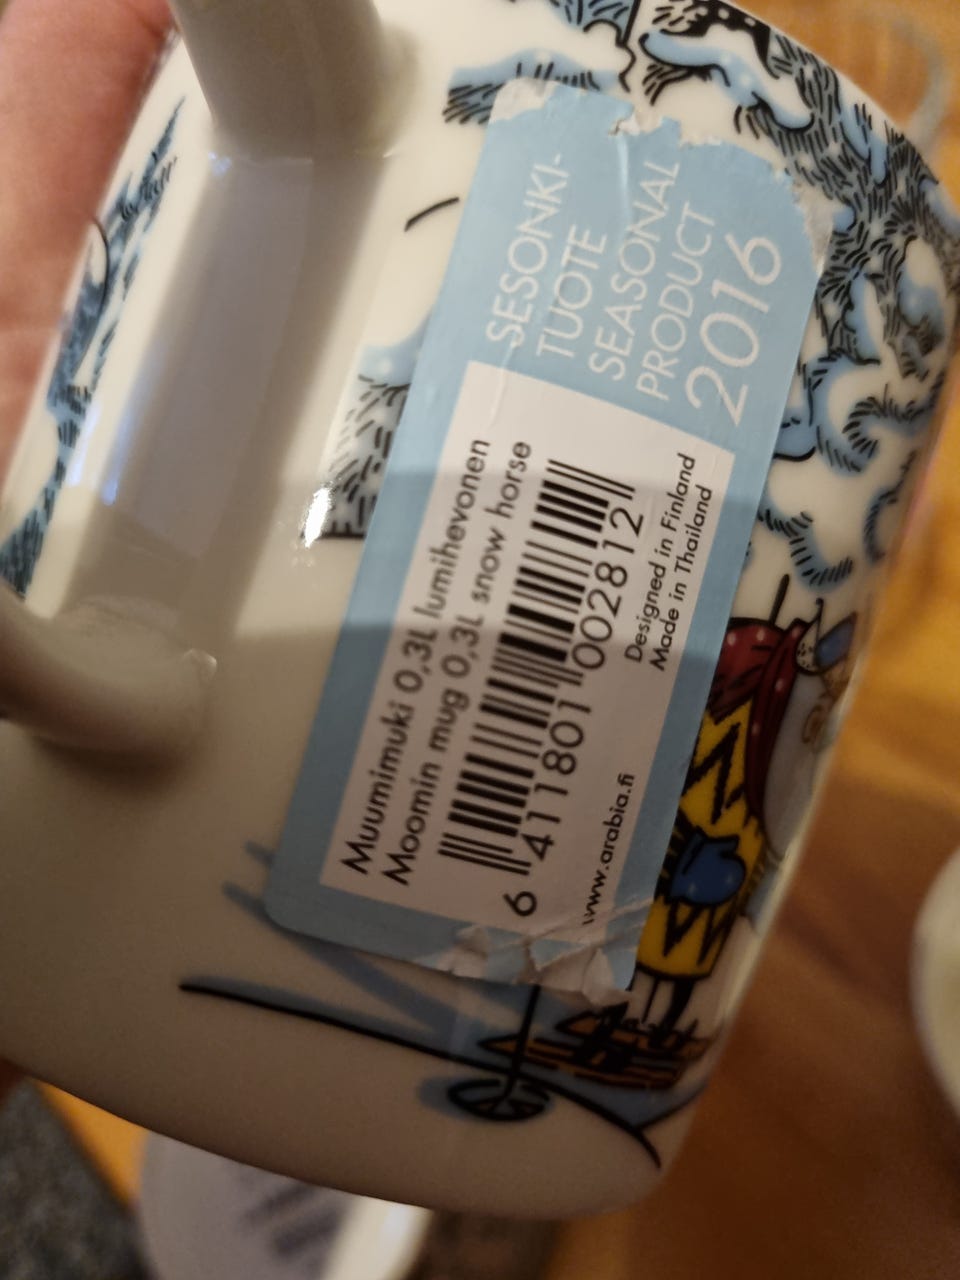 SESONKI-
TUOTE
SEASONAL
PRODUCT
2016
Muumimuki 0,3L lumihevonen
Moomin mug 0,3L snow horse
6 411801 002812
Designed in Finland
Made in Thailand
www.arabia.fi